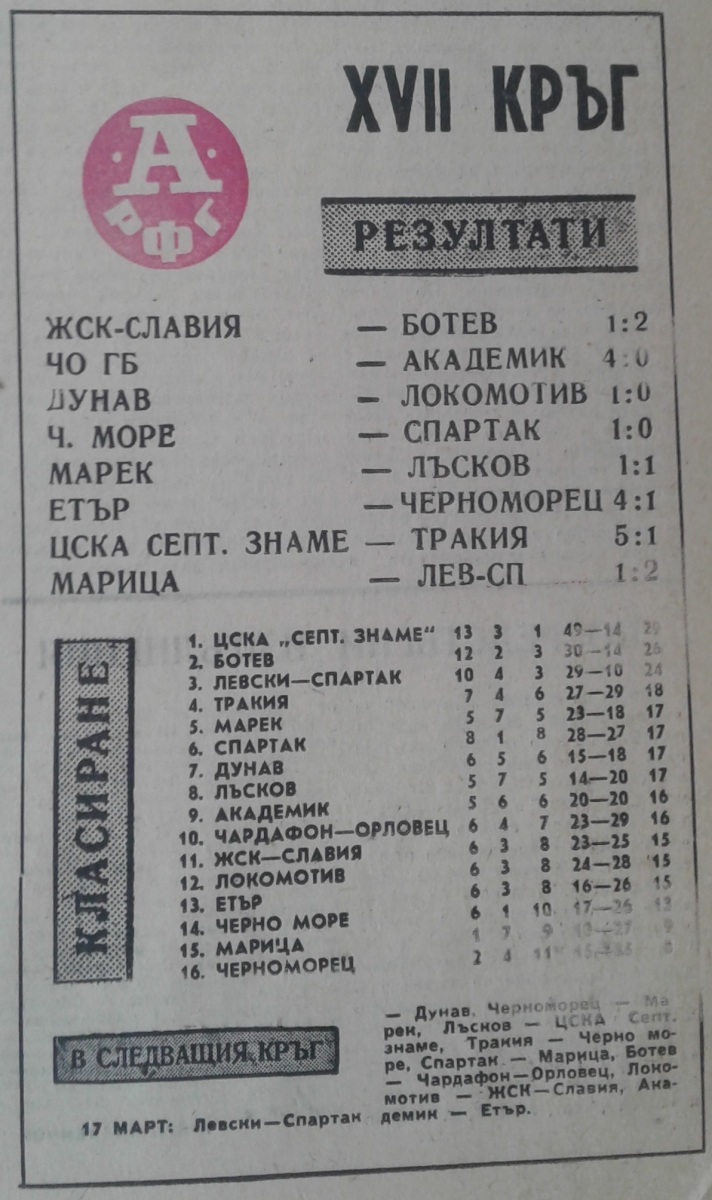 А
РФГ
XVII КРЪГ
РЕЗУЛТАТИ
ЖСК-СЛАВИЯ — БОТЕВ 1:2
ЧО ГБ — АКАДЕМИК 4:0
ДУНАВ — ЛОКОМОТИВ 1:0
Ч. МОРЕ — СПАРТАК 1:0
МАРЕК — ЛЪСКОВ 1:1
ЕТЪР — ЧЕРНОМОРЕЦ 4:1
ЦСКА СЕПТ. ЗНАМЕ — ТРАКИЯ 5:1
МАРИЦА — ЛЕВ-СП 1:2
КЛАСИРАНЕ
1. ЦСКА „СЕПТ. ЗНАМЕ“ 13 3 1 49—14 29
2. БОТЕВ 12 2 3 30—14 26
3. ЛЕВСКИ—СПАРТАК 10 4 3 29—10 24
4. ТРАКИЯ 7 4 6 27—29 18
5. МАРЕК 5 7 5 23—18 17
6. СПАРТАК 8 1 8 28—27 17
7. ДУНАВ 6 5 6 15—18 17
8. ЛЪСКОВ 5 7 5 14—20 17
9. АКАДЕМИК 5 6 6 20—20 16
10. ЧАРДАФОН—ОРЛОВЕЦ 6 4 7 23—29 16
11. ЖСК—СЛАВИЯ 6 3 8 23—25 15
12. ЛОКОМОТИВ 6 3 8 24—28 15
13. ЕТЪР 6 3 8 16—26 15
14. ЧЕРНО МОРЕ 6 1 10 17—26 13
15. МАРИЦА 1 7 9 9
16. ЧЕРНОМОРЕЦ 2 4 11
В СЛЕДВАЩИЯ КРЪГ
17 МАРТ: Левски—Спартак
— Дунав, Черноморец — Ма-
рек, Лъсков — ЦСКА Септ.
знаме, Тракия — Черно мо-
ре, Спартак — Марица, Ботев
— Чардафон—Орловец, Локо-
мотив — ЖСК—Славия, Ака-
демик — Етър.